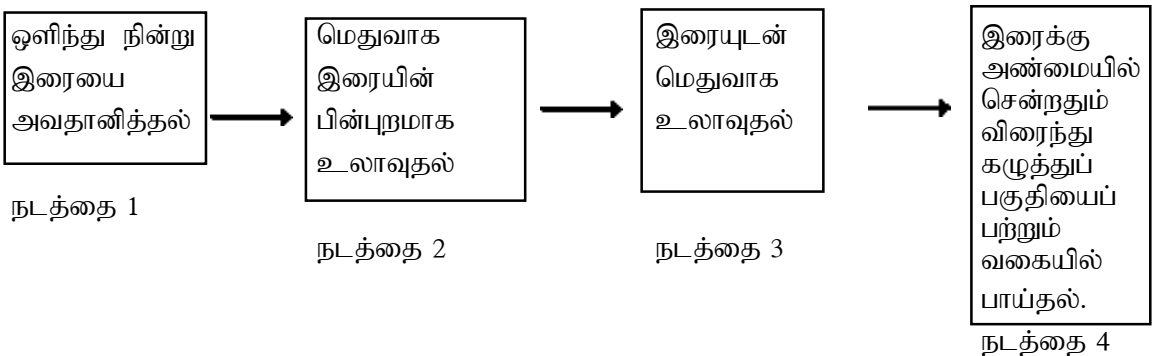 ஒளிந்து நின்று
இரையை
அவதானித்தல்
நடத்தை 1
மெதுவாக
இரையின்
பின்புறமாக
உலாவுதல்
நடத்தை 2
இரையுடன்
மெதுவாக
உலாவுதல்
நடத்தை 3
இரைக்கு
அண்மையில்
சென்றதும்
விரைந்து
கழுத்துப்
பகுதியைப்
பற்றும்
வகையில்
பாய்தல்.
நடத்தை 4